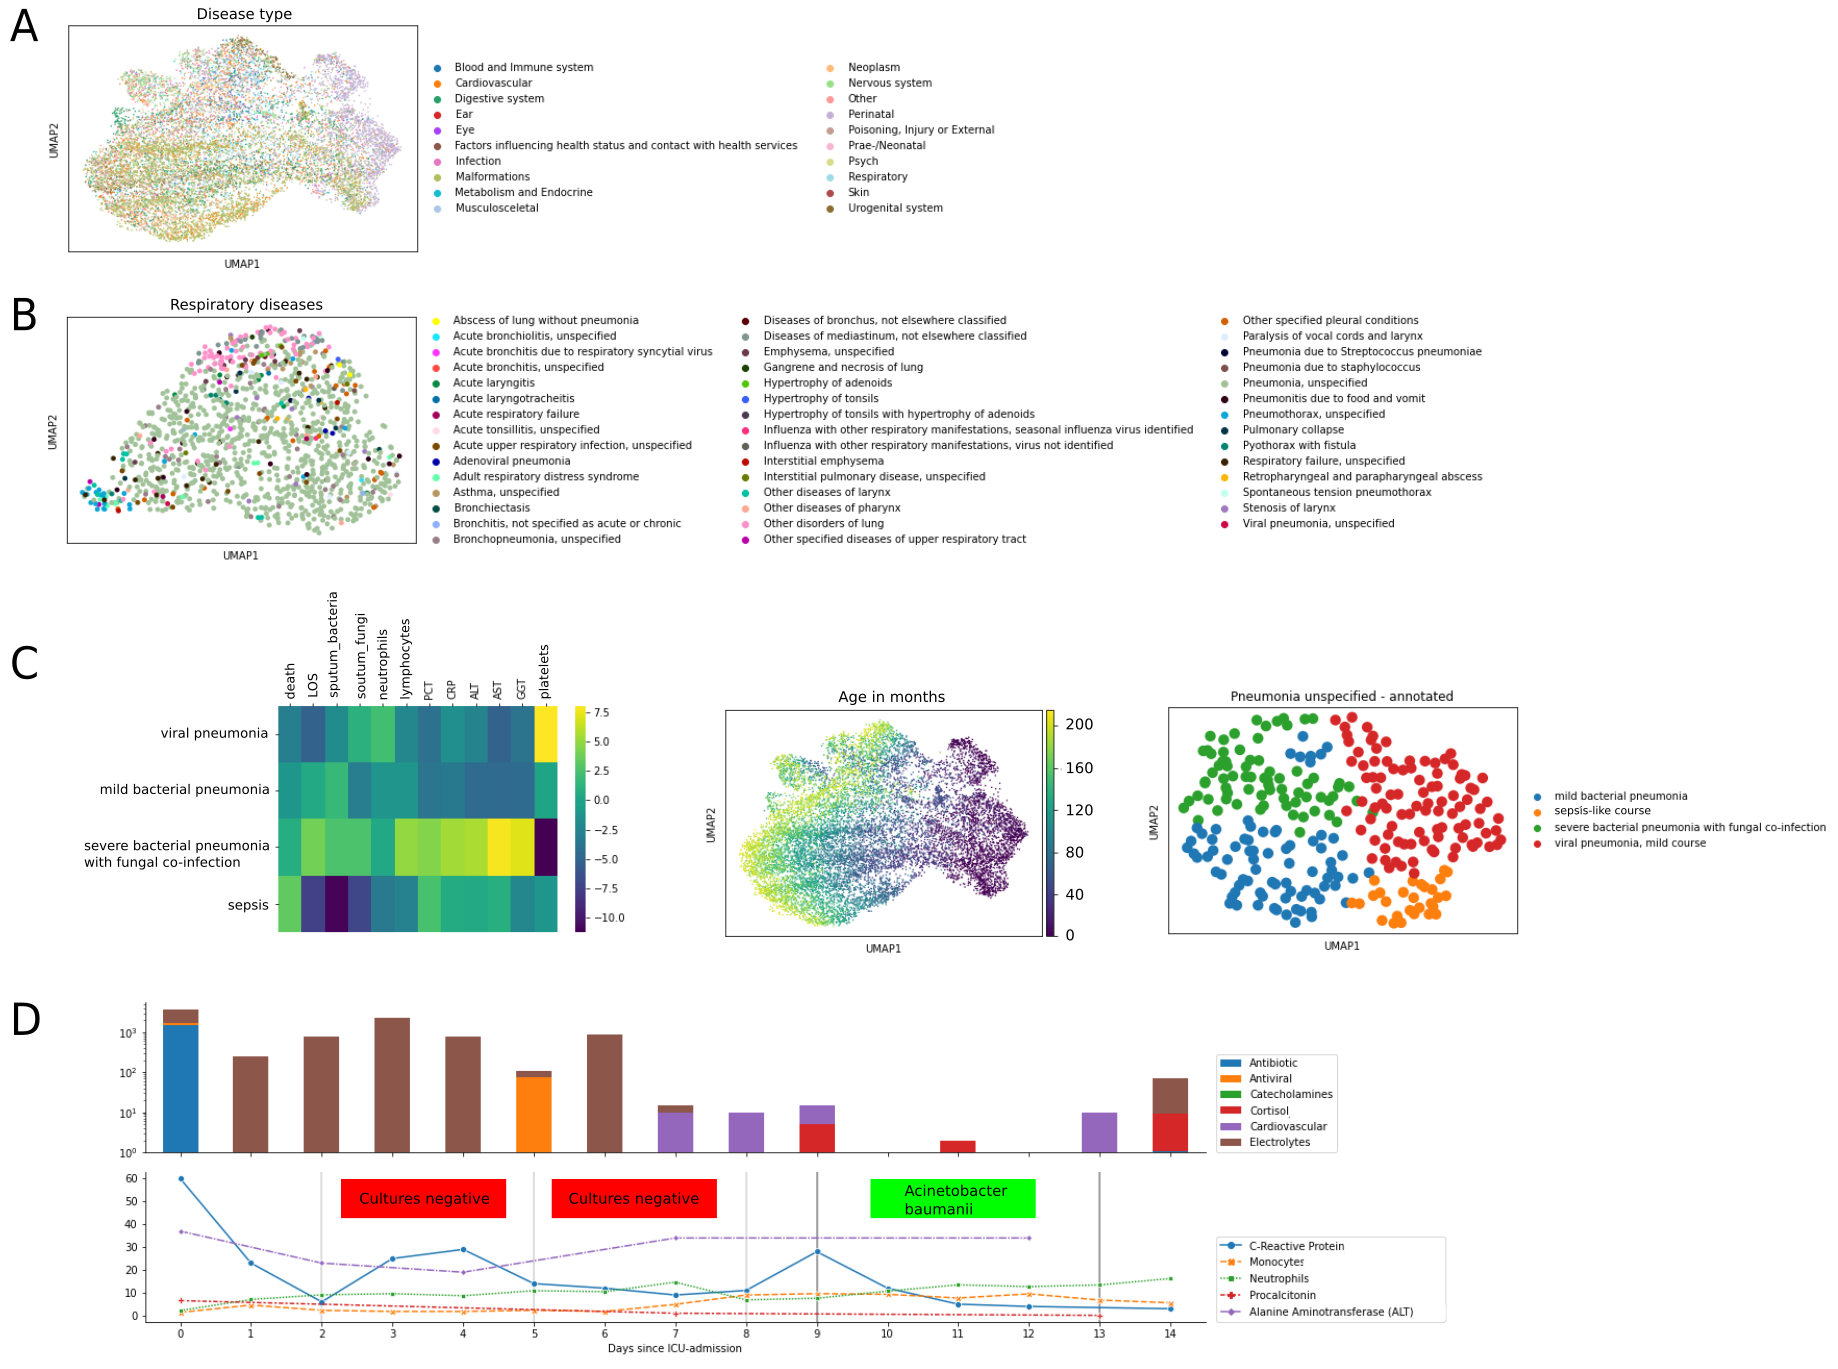 A
Disease type
UMAP2
UMAP1
Blood and Immune system
Cardiovascular
Digestive system
Ear
Eye
Factors influencing health status and contact with health services
Infection
Malformations
Metabolism and Endocrine
Musculosceletal
Neoplasm
Nervous system
Other
Perinatal
Poisoning, Injury or External
Prae-/Neonatal
Psych
Respiratory
Skin
Urogenital system
B
Respiratory diseases
UMAP2
UMAP1
Abscess of lung without pneumonia
Acute bronchiolitis, unspecified
Acute bronchitis due to respiratory syncytial virus
Acute bronchitis, unspecified
Acute laryngitis
Acute laryngotracheitis
Acute respiratory failure
Acute tonsillitis, unspecified
Acute upper respiratory infection, unspecified
Adenoviral pneumonia
Adult respiratory distress syndrome
Asthma, unspecified
Bronchiectasis
Bronchitis, not specified as acute or chronic
Bronchopneumonia, unspecified
Diseases of bronchus, not elsewhere classified
Diseases of mediastinum, not elsewhere classified
Emphysema, unspecified
Gangrene and necrosis of lung
Hypertrophy of adenoids
Hypertrophy of tonsils
Hypertrophy of tonsils with hypertrophy of adenoids
Influenza with other respiratory manifestations, seasonal influenza virus identified
Influenza with other respiratory manifestations, virus not identified
Interstitial emphysema
Interstitial pulmonary disease, unspecified
Other diseases of larynx
Other diseases of pharynx
Other disorders of lung
Other specified diseases of upper respiratory tract
Other specified pleural conditions
Paralysis of vocal cords and larynx
Pneumonia due to Streptococcus pneumoniae
Pneumonia due to staphylococcus
Pneumonia, unspecified
Pneumonitis due to food and vomit
Pneumothorax, unspecified
Pulmonary collapse
Pyothorax with fistula
Respiratory failure, unspecified
Retropharyngeal and parapharyngeal abscess
Spontaneous tension pneumothorax
Stenosis of larynx
Viral pneumonia, unspecified
C
death
LOS
sputum_bacteria
soutum_fungi
neutrophils
lymphocytes
PCT
CRP
ALT
AST
GGT
platelets
viral pneumonia
mild bacterial pneumonia
severe bacterial pneumonia
with fungal co-infection
sepsis
7.5
5.0
2.5
0.0
−2.5
−5.0
−7.5
−10.0
Age in months
UMAP2
UMAP1
200
160
120
80
40
0
Pneumonia unspecified - annotated
UMAP2
UMAP1
mild bacterial pneumonia
sepsis-like course
severe bacterial pneumonia with fungal co-infection
viral pneumonia, mild course
D
10³
10²
10¹
10⁰
Antibiotic
Antiviral
Catecholamines
Cortisol
Cardiovascular
Electrolytes
60
50
40
30
20
10
0
Cultures negative
Cultures negative
Acinetobacter
baumanii
C-Reactive Protein
Monocytes
Neutrophils
Procalcitonin
Alanine Aminotransferase (ALT)
0 1 2 3 4 5 6 7 8 9 10 11 12 13 14
Days since ICU-admission